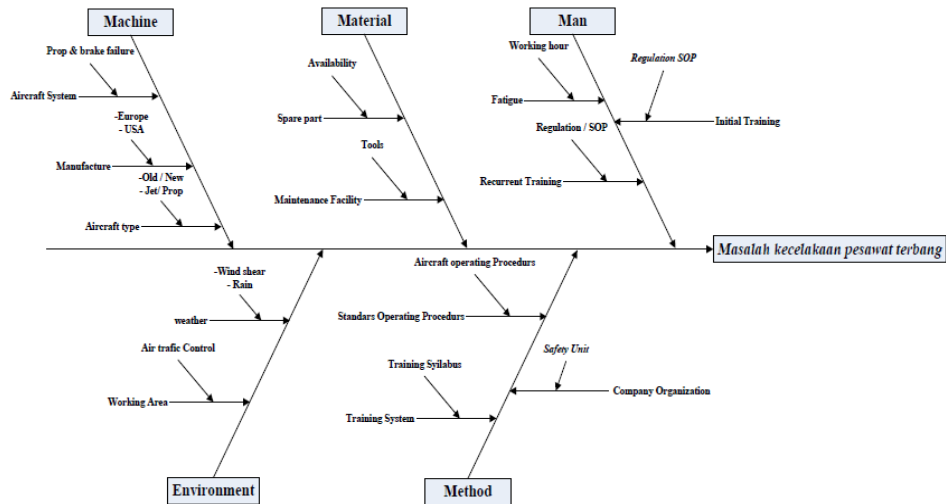 Machine
Material
Man
Prop & brake failure
Aircraft System
-Europe
- USA
Manufacture
-Old / New
- Jet/ Prop
Aircraft type
Availability
Spare part
Tools
Maintenance Facility
Working hour
Fatigue
Regulation SOP
Initial Training
Regulation / SOP
Recurrent Training
Masalah kecelakaan pesawat terbang
-Wind shear
- Rain
weather
Air trafic Control
Working Area
Aircraft operating Procedurs
Standars Operating Procedurs
Safety Unit
Company Organization
Training Syilabus
Training System
Environment
Method